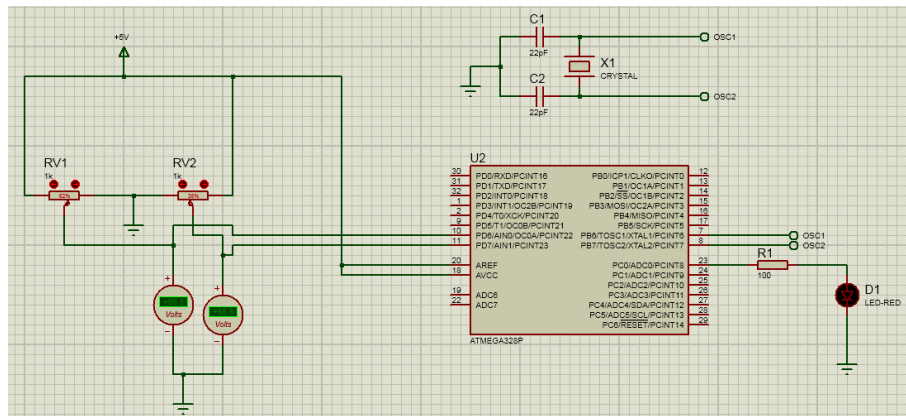 +5V
C1
22pF
OSC1
X1
CRYSTAL
C2
22pF
OSC2
RV1
1k
62%
RV2
1k
U2
30 PD0/RXD/PCINT16 PB0/ICP1/CLKO/PCINT0 12
31 PD1/TXD/PCINT17 PB1/OC1A/PCINT1 13
32 PD2/INT0/PCINT18 PB2/SS/OC1B/PCINT2 14
1 PD3/INT1/OC2B/PCINT19 PB3/MOSI/OC2A/PCINT3 15
2 PD4/T0/XCK/PCINT20 PB4/MISO/PCINT4 16
9 PD5/T1/OC0B/PCINT21 PB5/SCK/PCINT5 17
10 PD6/AIN0/OC0A/PCINT22 PB6/TOSC1/XTAL1/PCINT6 7 OSC1
11 PD7/AIN1/PCINT23 PB7/TOSC2/XTAL2/PCINT7 8 OSC2
20 AREF PC0/ADC0/PCINT8 23
18 AVCC PC1/ADC1/PCINT9 24
PC2/ADC2/PCINT10 25
19 ADC6 PC3/ADC3/PCINT11 26
22 ADC7 PC4/ADC4/SDA/PCINT12 27
PC5/ADC5/SCL/PCINT13 28
PC6/RESET/PCINT14 29
ATMEGA328P
R1
100
D1
LED-RED
+
Volts
−
+
Volts
−